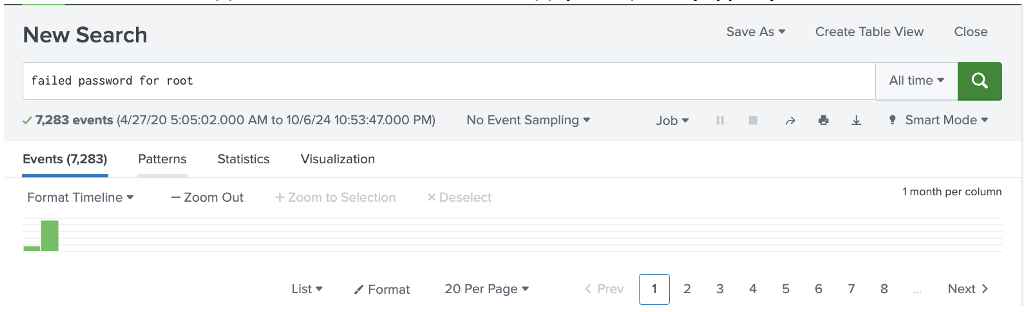 New Search
Save As ▾ Create Table View Close
failed password for root
All time ▾
✓ 7,283 events (4/27/20 5:05:02.000 AM to 10/6/24 10:53:47.000 PM) No Event Sampling ▾ Job ▾ Smart Mode ▾
Events (7,283) Patterns Statistics Visualization
Format Timeline ▾ — Zoom Out + Zoom to Selection × Deselect 1 month per column
List ▾ Format 20 Per Page ▾ < Prev 1 2 3 4 5 6 7 8 ... Next >